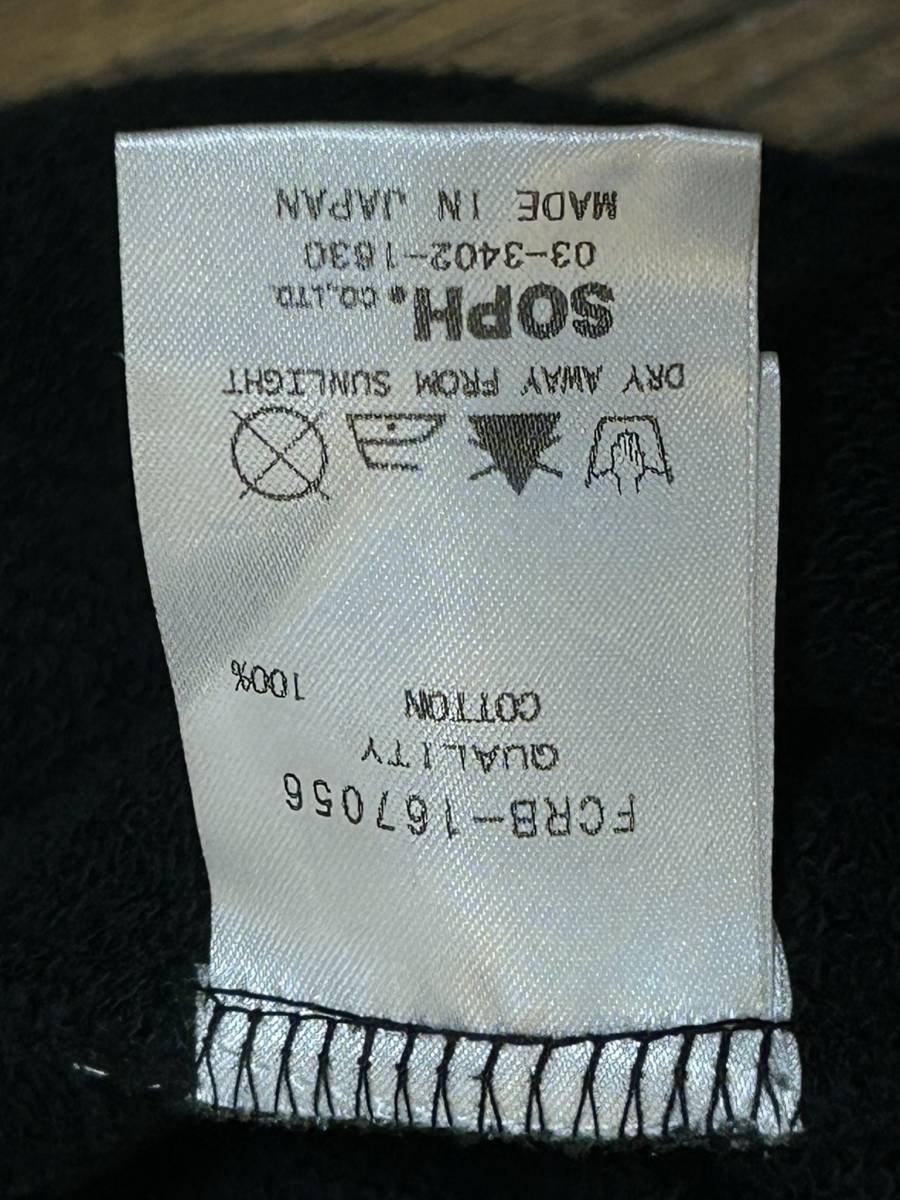 FCRB-167056
QUALITY
COTTON 100%
DRY AWAY FROM SUNLIGHT
SOPH. CO.,LTD.
03-3402-1630
MADE IN JAPAN